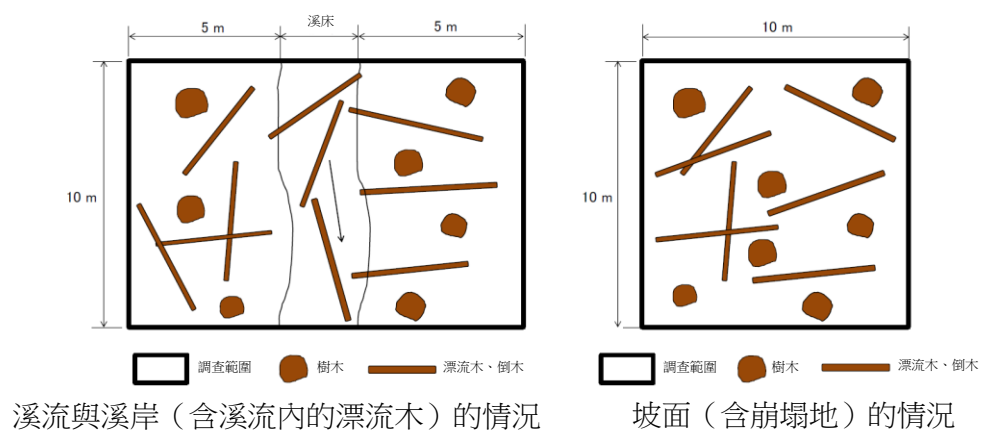 5 m
溪床
5 m
10 m
調查範圍
樹木
漂流木、倒木
溪流與溪岸（含溪流內的漂流木）的情況
10 m
10 m
調查範圍
樹木
漂流木、倒木
坡面（含崩塌地）的情況